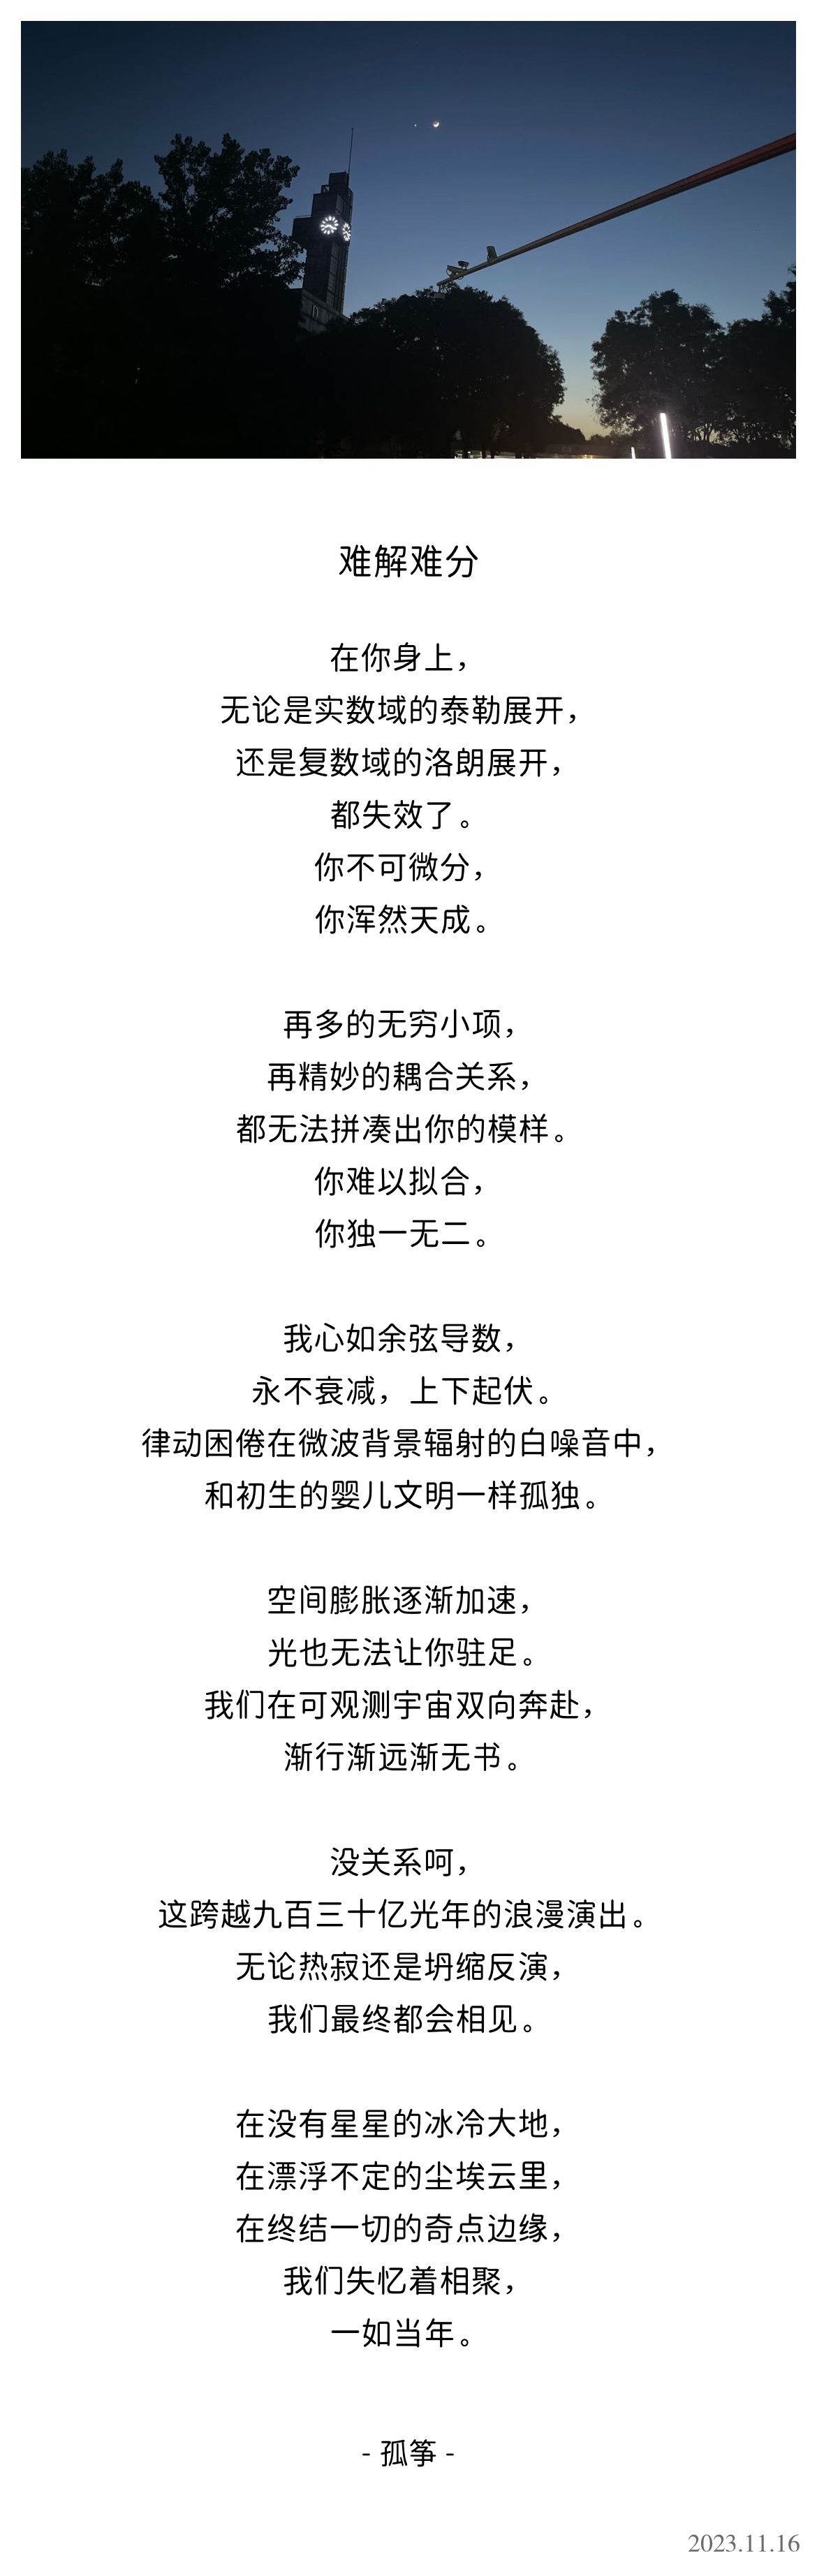 难解难分
在你身上，
无论是实数域的泰勒展开，
还是复数域的洛朗展开，
都失效了。
你不可微分，
你浑然天成。
再多的无穷小项，
再精妙的耦合关系，
都无法拼凑出你的模样。
你难以拟合，
你独一无二。
我心如余弦导数，
永不衰减，上下起伏。
律动困倦在微波背景辐射的白噪音中，
和初生的婴儿文明一样孤独。
空间膨胀逐渐加速，
光也无法让你驻足。
我们在可观测宇宙双向奔赴，
渐行渐远渐无书。
没关系呵，
这跨越九百三十亿光年的浪漫演出。
无论热寂还是坍缩反演，
我们最终都会相见。
在没有星星的冰冷大地，
在漂浮不定的尘埃云里，
在终结一切的奇点边缘，
我们失忆着相聚，
一如当年。
- 孤筝 -
2023.11.16